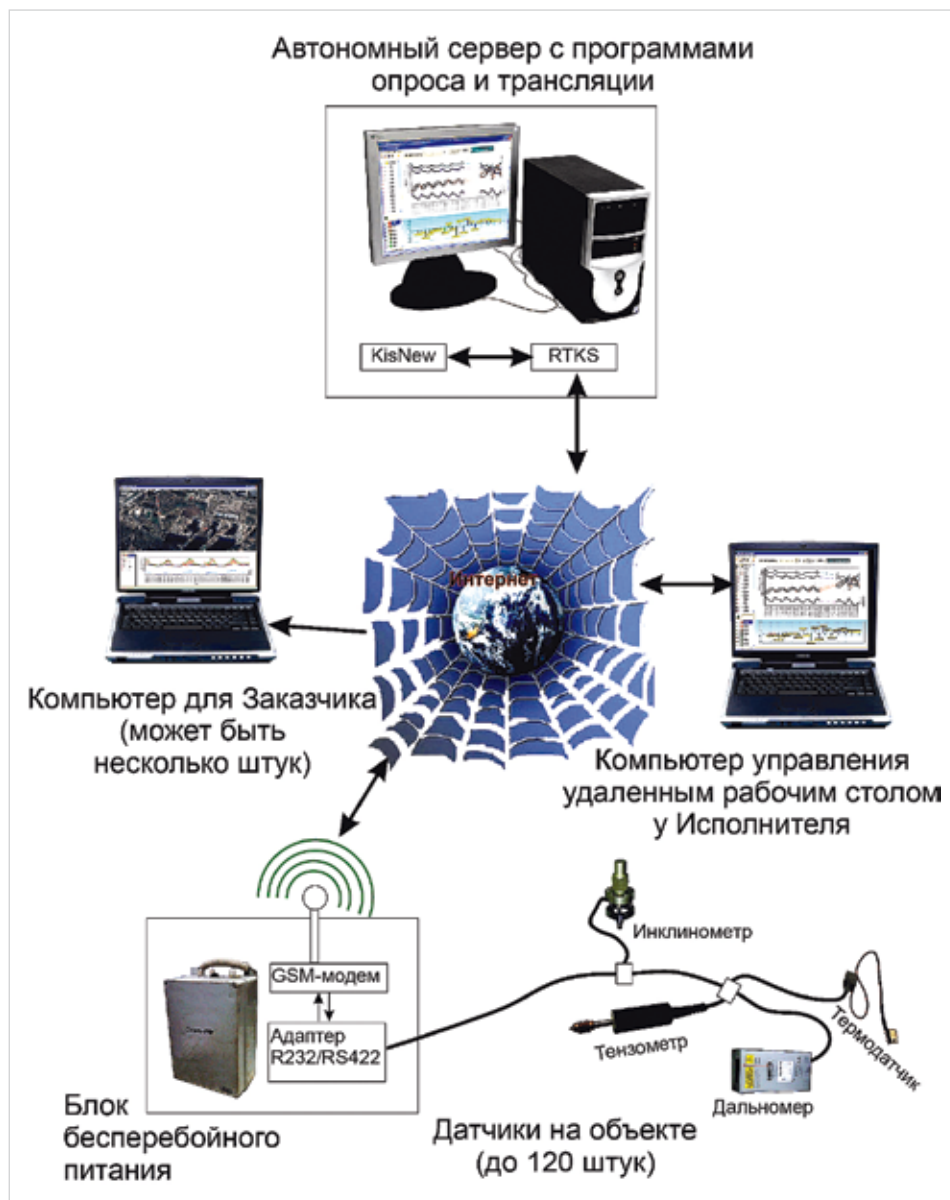 Автономный сервер с программами
опроса и трансляции
KisNew
RTKS
Интернет
Компьютер для Заказчика
(может быть
несколько штук)
Компьютер управления
удаленным рабочим столом
у Исполнителя
GSM-модем
Адаптер
R232/RS422
Блок
бесперебойного
питания
Инклинометр
Тензометр
Термодатчик
Дальномер
Датчики на объекте
(до 120 штук)